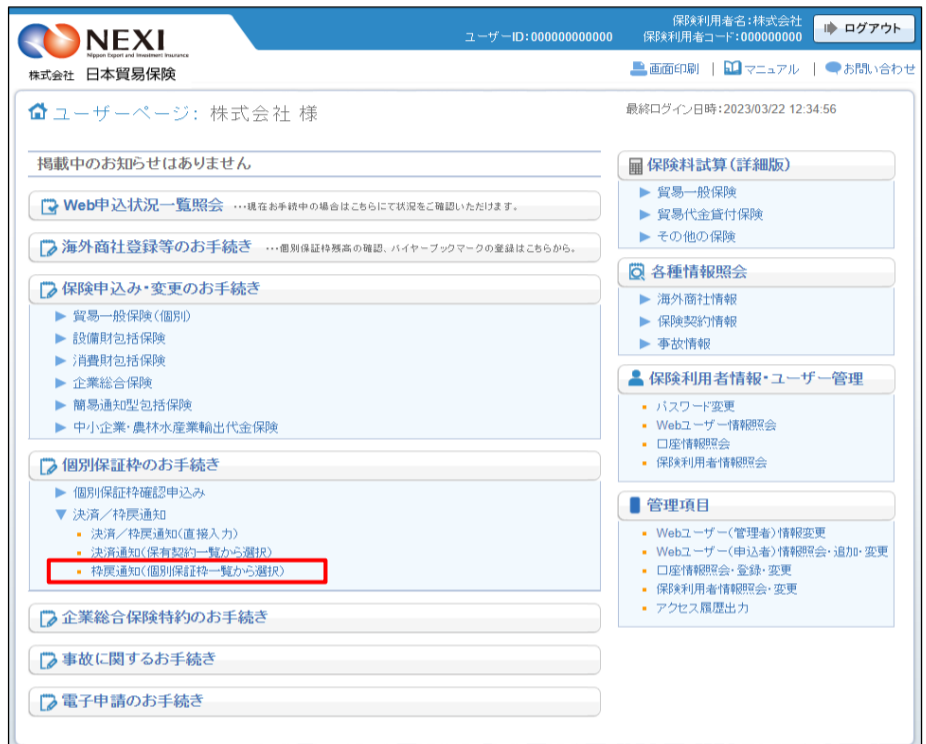 NEXI
Nippon Export and Investment Insurance
株式会社 日本貿易保険
ユーザーID:000000000000
保険利用者名:株式会社
保険利用者コード:000000000
ログアウト
画面印刷 | マニュアル | お問い合わせ
ユーザーページ: 株式会社 様
最終ログイン日時:2023/03/22 12:34:56
掲載中のお知らせはありません
Web申込状況一覧照会 ・・・現在お手続中の場合はこちらにて状況をご確認いただけます。
海外商社登録等のお手続き ・・・個別保証枠残高の確認、バイヤーブックマークの登録はこちらから。
保険申込み・変更のお手続き
▶ 貿易一般保険(個別)
▶ 設備財包括保険
▶ 消費財包括保険
▶ 企業総合保険
▶ 簡易通知型包括保険
▶ 中小企業・農林水産業輸出代金保険
個別保証枠のお手続き
▶ 個別保証枠確認申込み
▼ 決済/枠戻通知
決済/枠戻通知(直接入力)
決済通知(保有契約一覧から選択)
枠戻通知(個別保証枠一覧から選択)
企業総合保険特約のお手続き
事故に関するお手続き
電子申請のお手続き
保険料試算(詳細版)
▶ 貿易一般保険
▶ 貿易代金貸付保険
▶ その他の保険
各種情報照会
▶ 海外商社情報
▶ 保険契約情報
▶ 事故情報
保険利用者情報・ユーザー管理
パスワード変更
Webユーザー情報照会
口座情報照会
保険利用者情報照会
管理項目
Webユーザー(管理者)情報変更
Webユーザー(申込者)情報照会・追加・変更
口座情報照会・登録・変更
保険利用者情報照会・変更
アクセス履歴出力